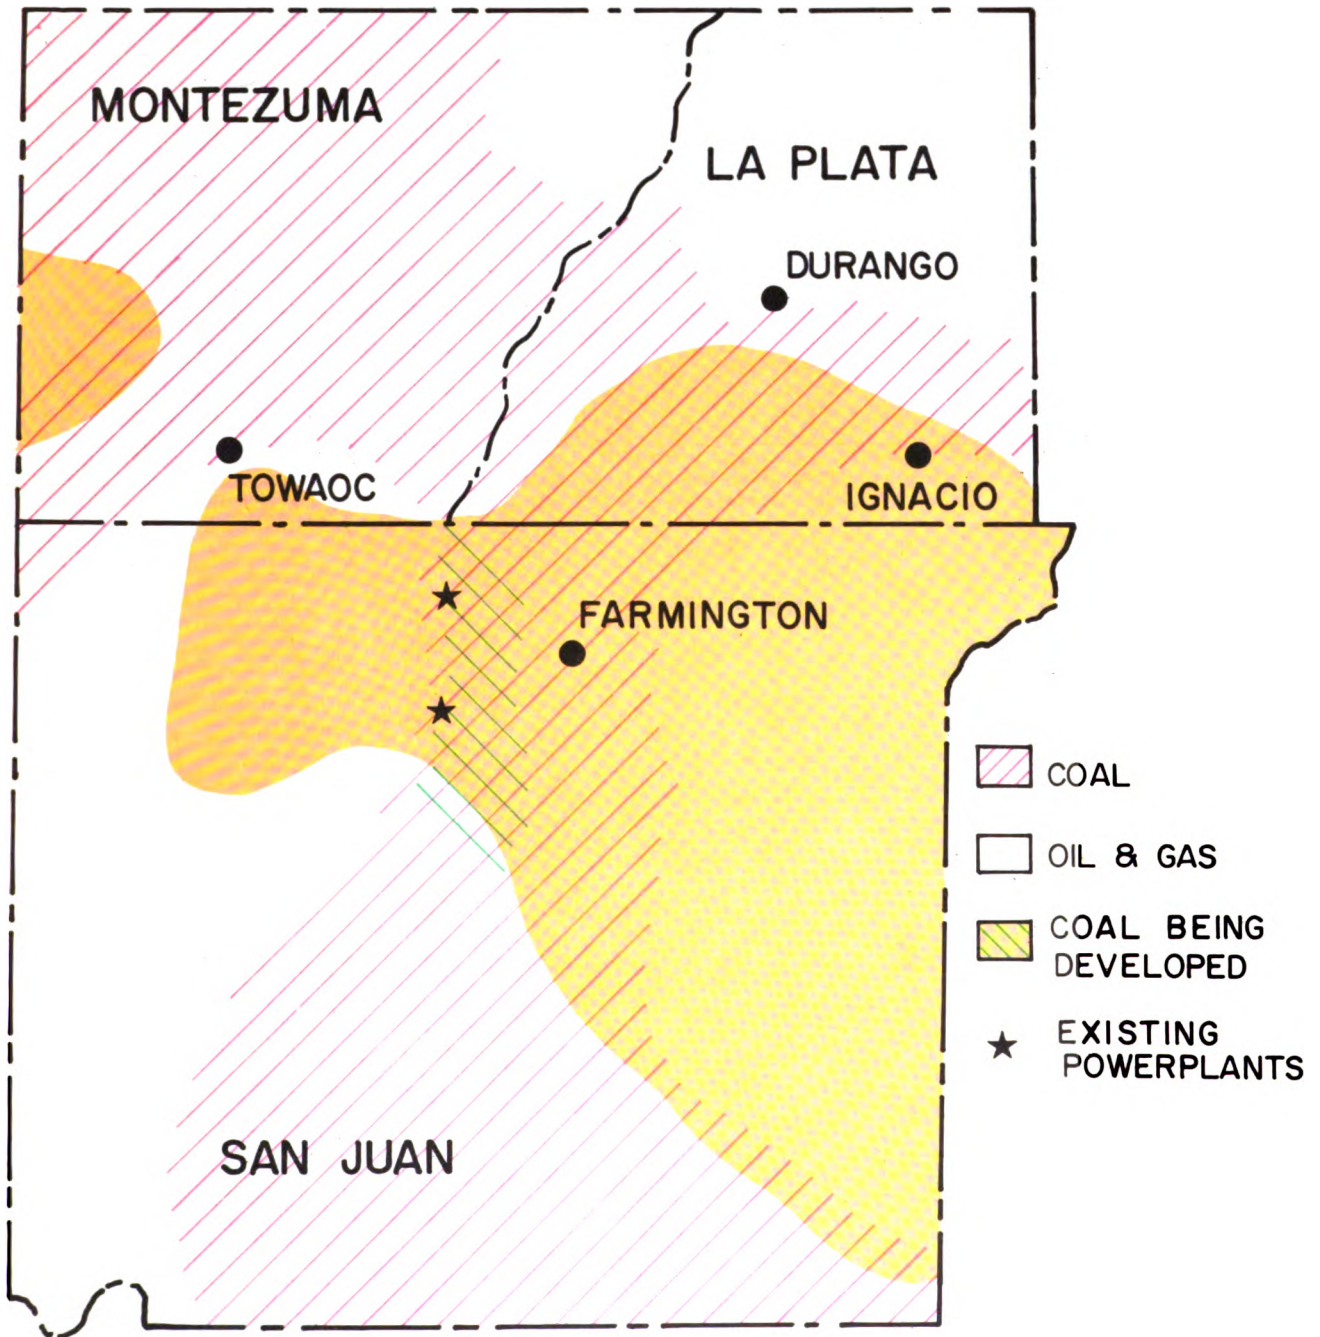 MONTEZUMA
LA PLATA
DURANGO
TOWAOC
IGNACIO
FARMINGTON
COAL
OIL & GAS
COAL BEING
DEVELOPED
EXISTING
POWERPLANTS
SAN JUAN